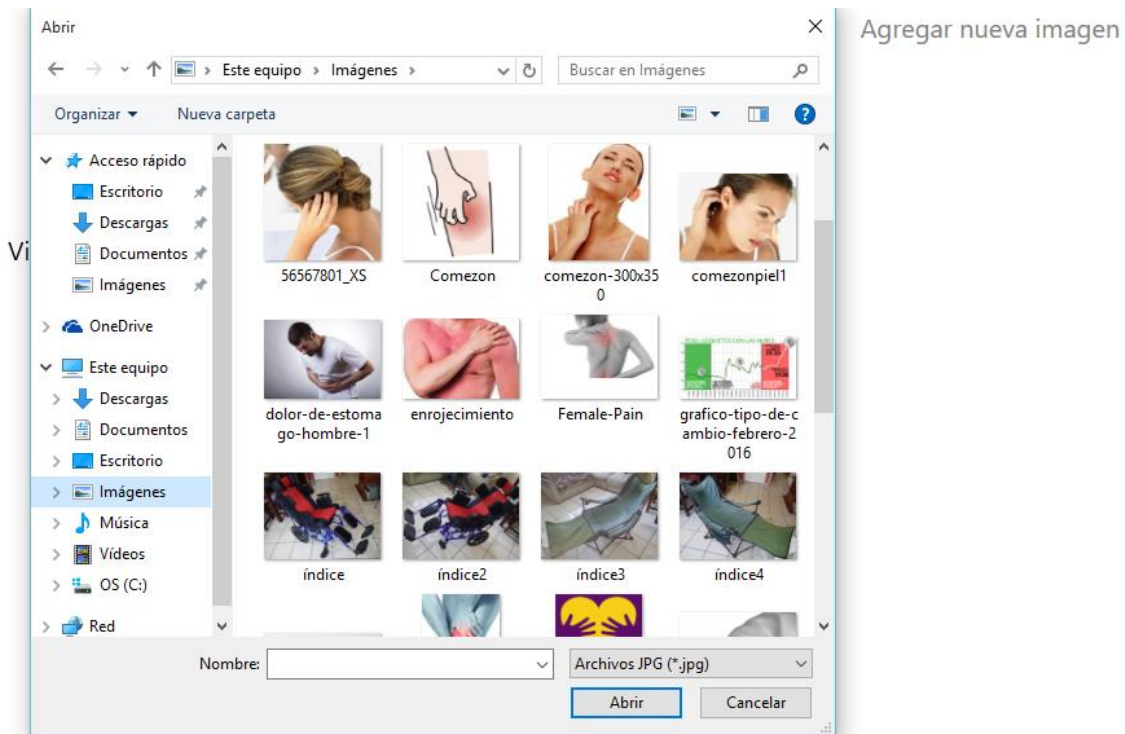 Abrir
Agregar nueva imagen
Este equipo > Imágenes >
Buscar en Imágenes
Organizar
Nueva carpeta
Acceso rápido
Escritorio
Descargas
Documentos
Imágenes
OneDrive
Este equipo
Descargas
Documentos
Escritorio
Imágenes
Música
Vídeos
OS (C:)
Red
Vi
56567801_XS
Comezon
comezon-300x35
0
comezonpiel1
dolor-de-estoma
go-hombre-1
enrojecimiento
Female-Pain
grafico-tipo-de-c
ambio-febrero-2
016
índice
índice2
índice3
índice4
Nombre:
Archivos JPG (*.jpg)
Abrir
Cancelar